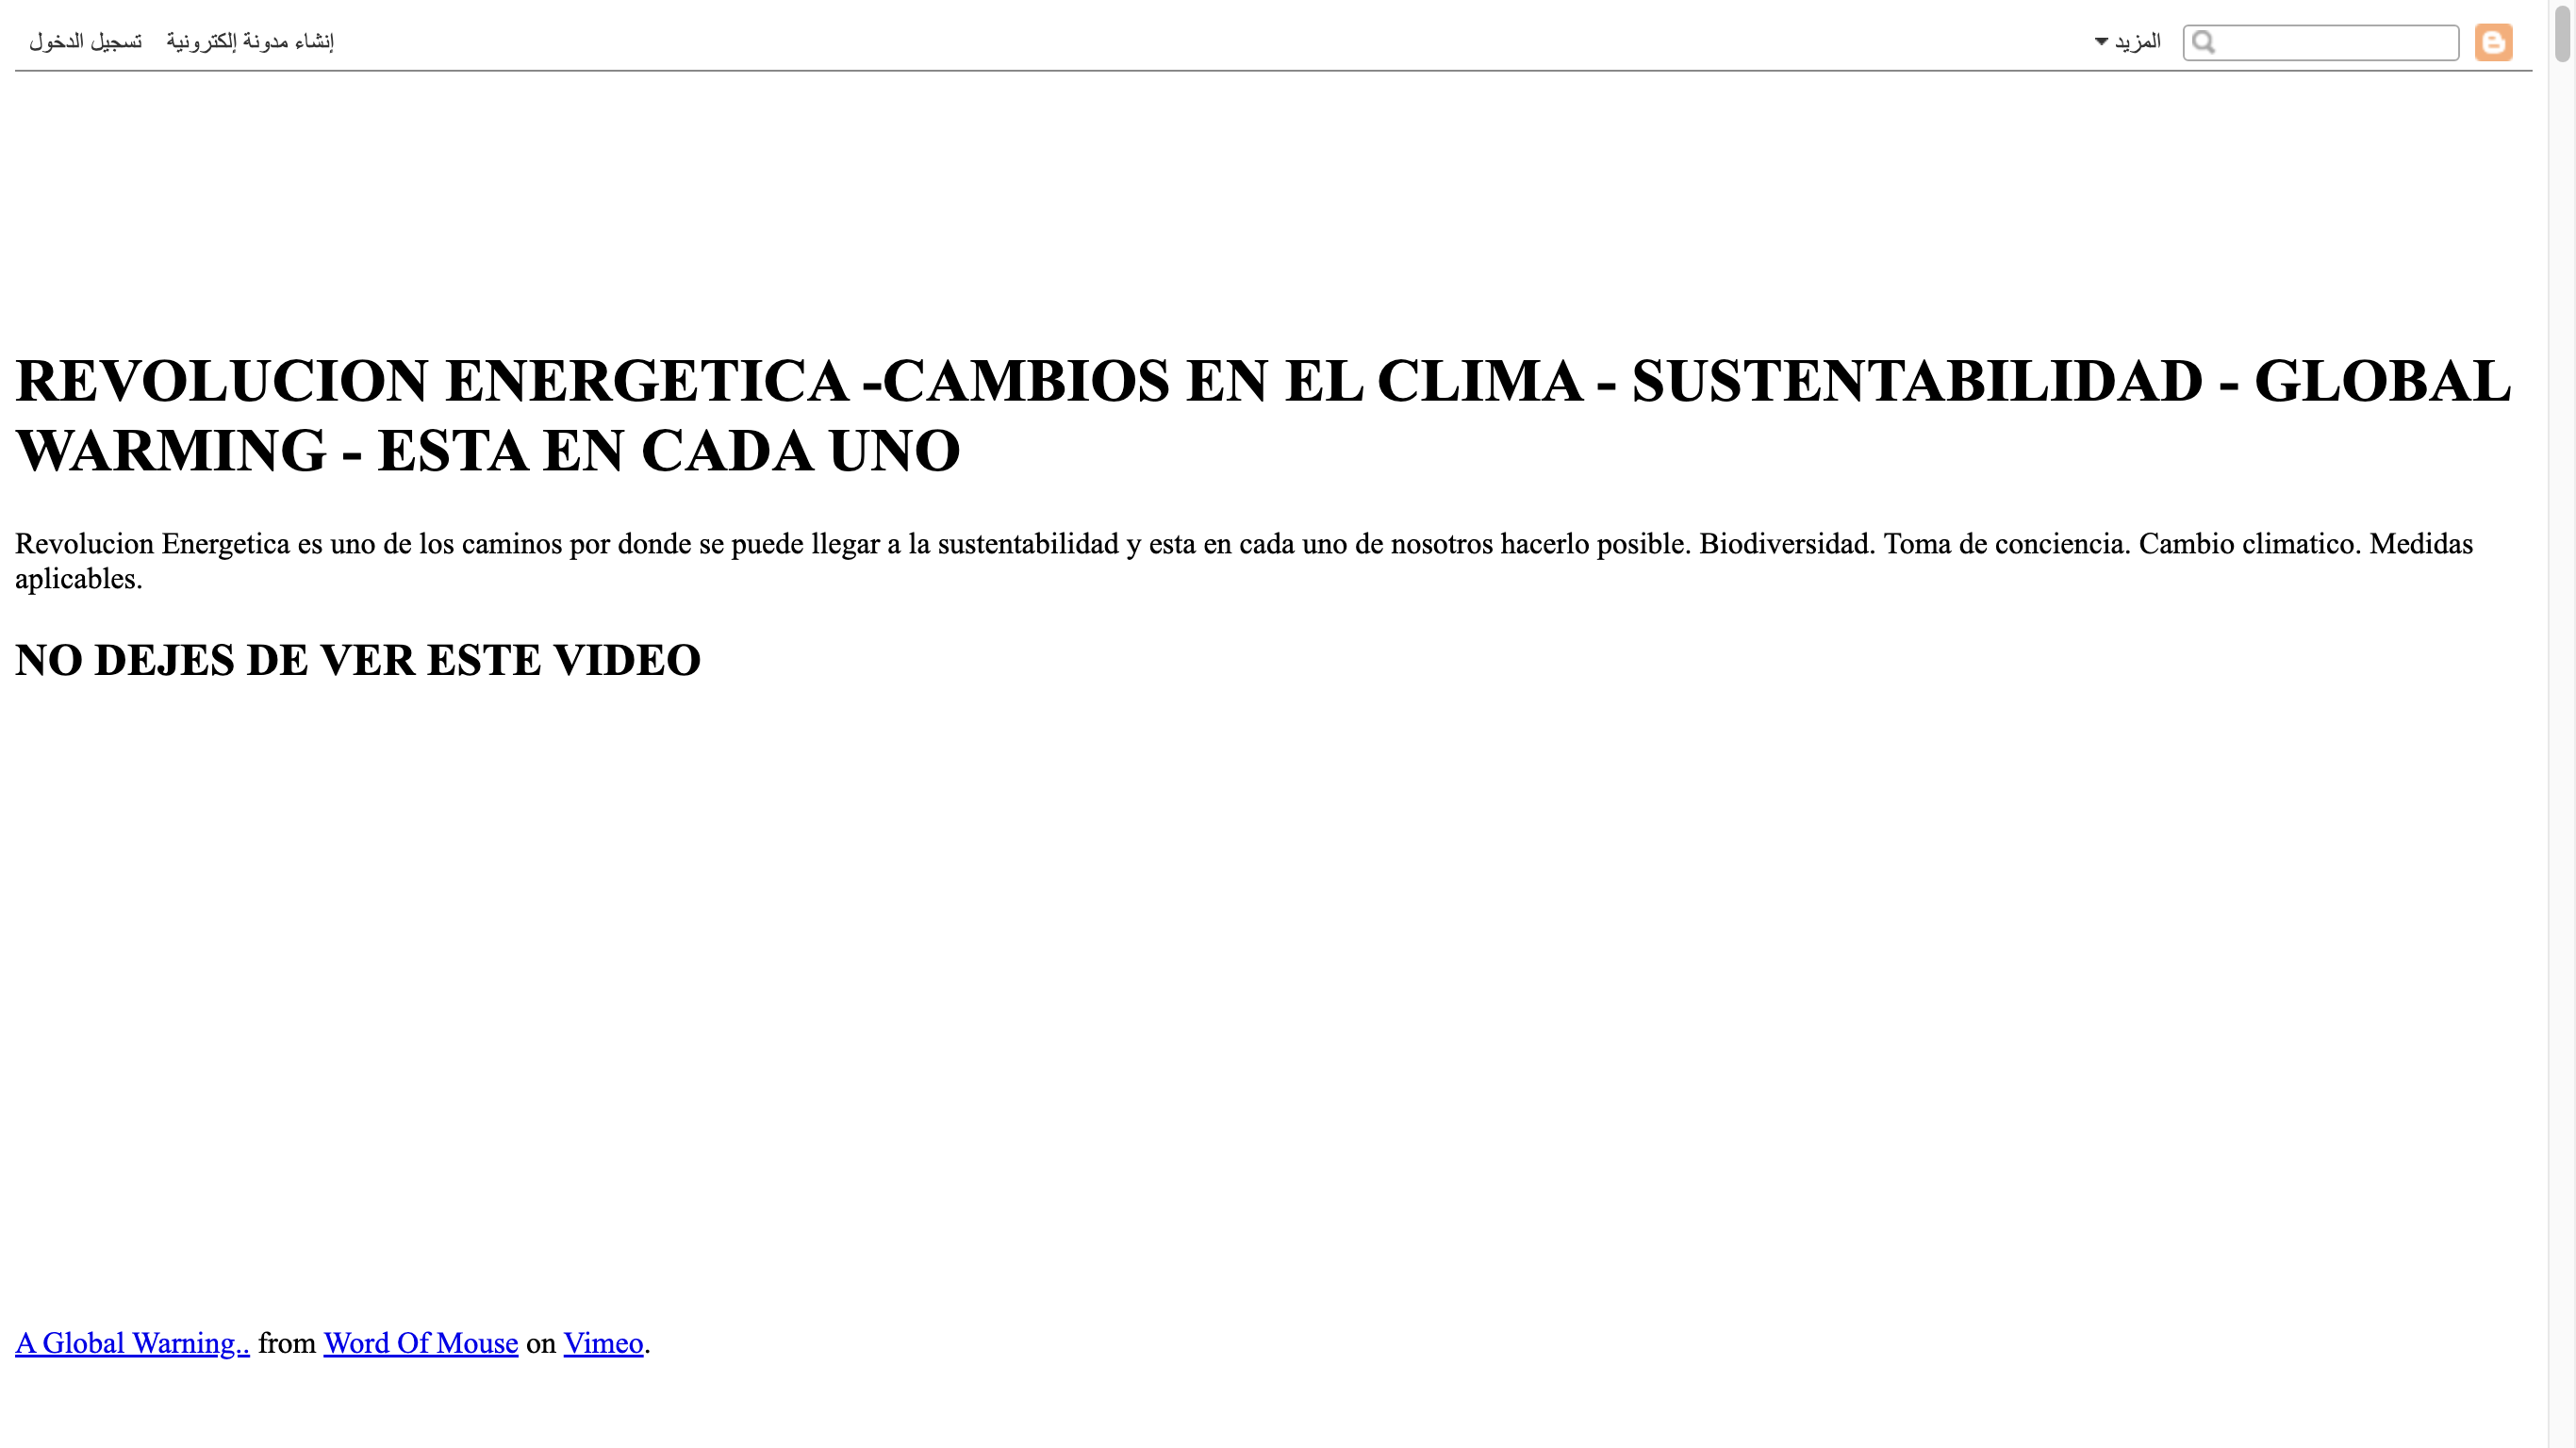 تسجيل الدخول إنشاء مدونة إلكترونية المزيد
REVOLUCION ENERGETICA -CAMBIOS EN EL CLIMA - SUSTENTABILIDAD - GLOBAL
WARMING - ESTA EN CADA UNO
Revolucion Energetica es uno de los caminos por donde se puede llegar a la sustentabilidad y esta en cada uno de nosotros hacerlo posible. Biodiversidad. Toma de conciencia. Cambio climatico. Medidas
aplicables.
NO DEJES DE VER ESTE VIDEO
A Global Warning.. from Word Of Mouse on Vimeo.